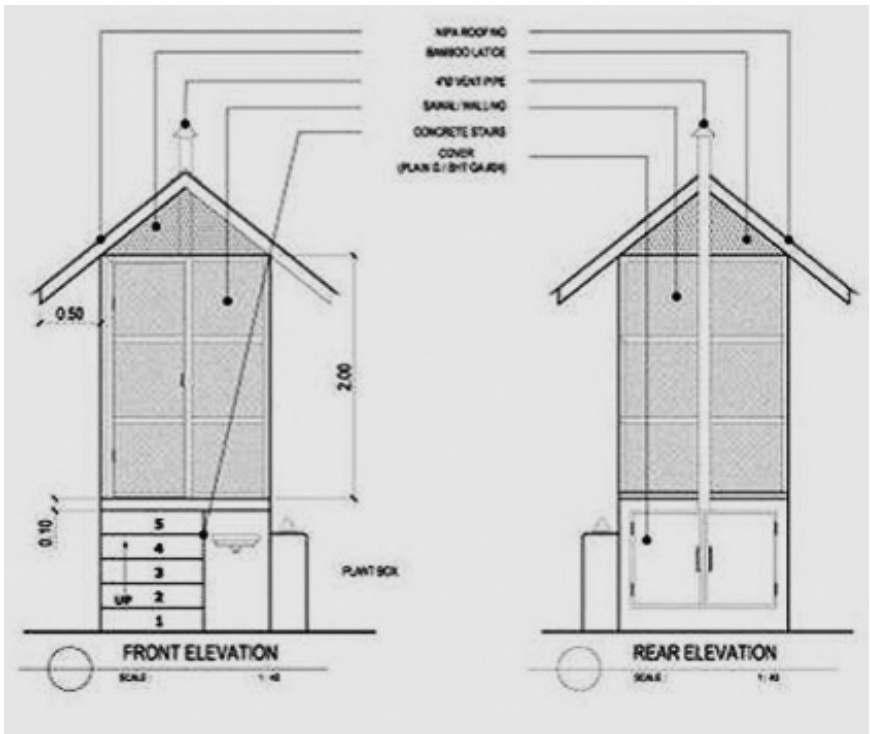 NIPA ROOFING
BAMBOO LATICE
4"Ø VENT PIPE
SAWALI WALLING
CONCRETE STAIRS
COVER
(PLAIN G.I SHT GA.#24)
0.50
2.00
0.10
5
4
3
2
1
UP
PLANT BOX
FRONT ELEVATION
SCALE : 1 : 40
REAR ELEVATION
SCALE : 1 : 40